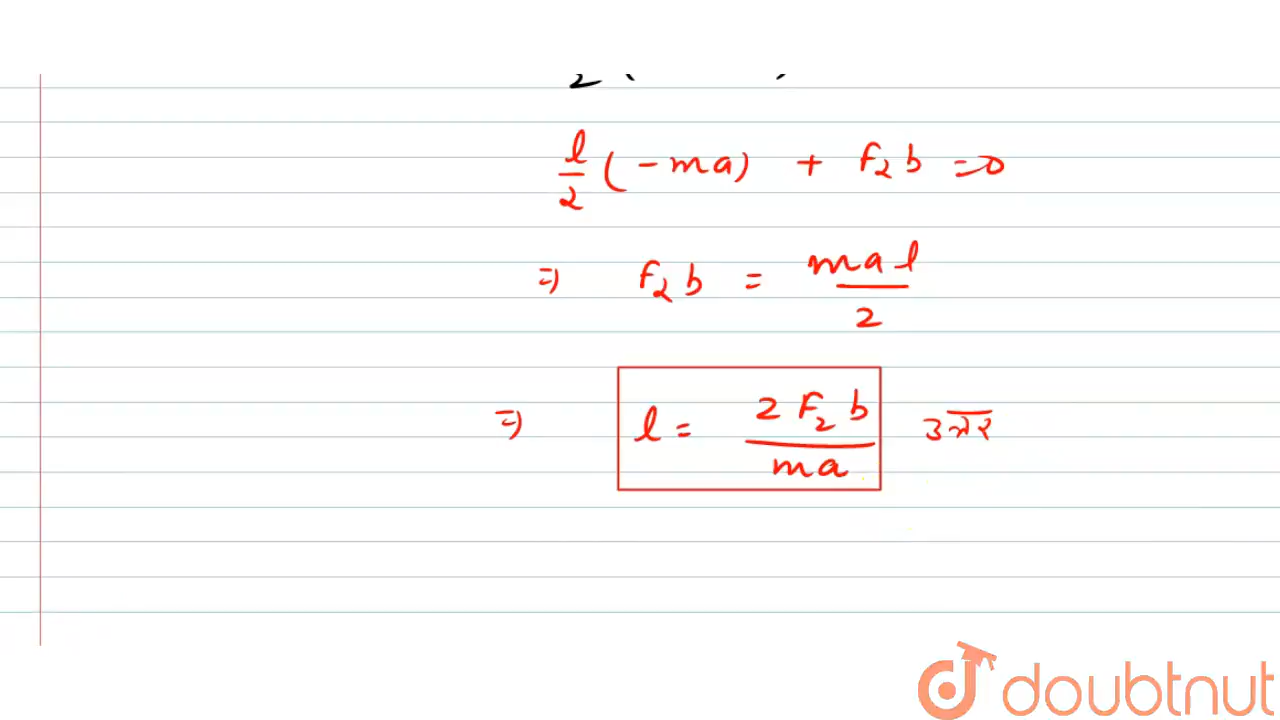 l/2 (-ma) + F₂b = 0
⇒ F₂b = mal/2
⇒ l = 2F₂b/ma उत्तर
doubtnut